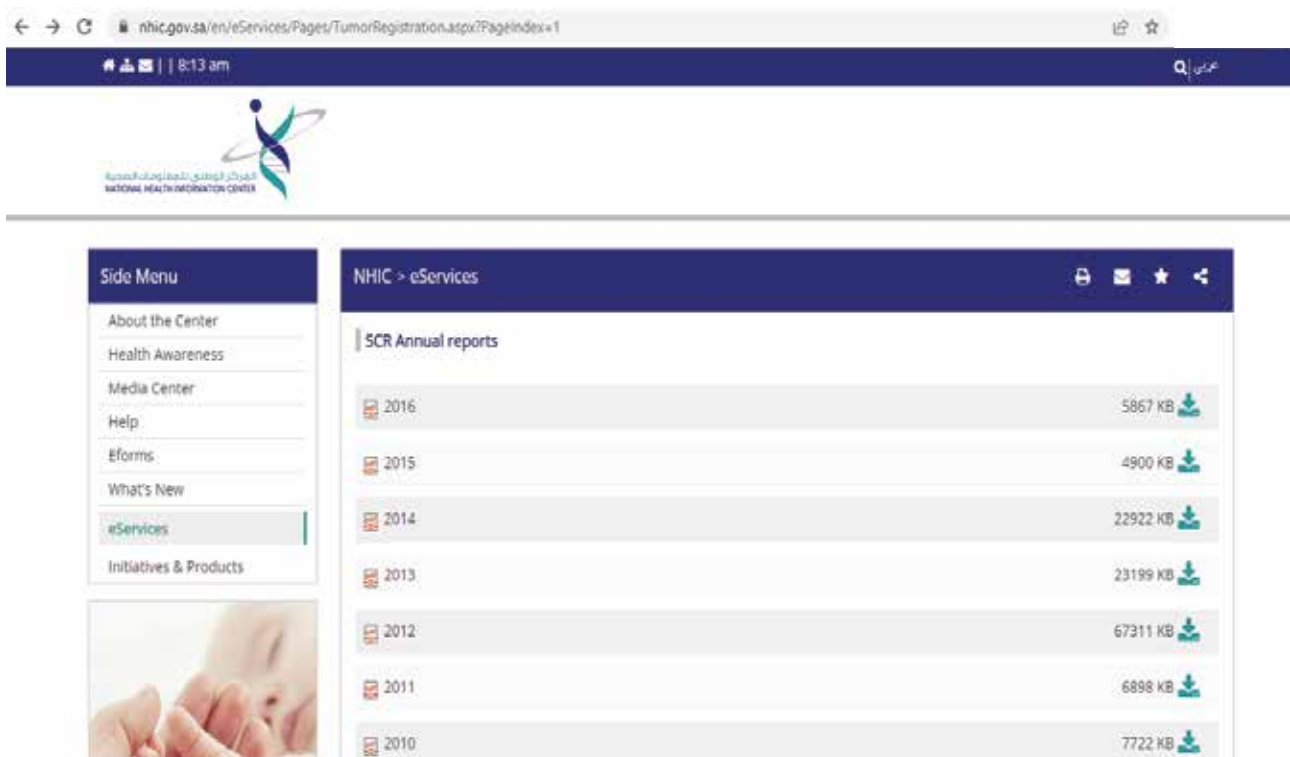 nhic.gov.sa/en/eServices/Pages/TumorRegistration.aspx?PageIndex=1
| | 8:13 am
| عربي
المركز الوطني للمعلومات الصحية
NATIONAL HEALTH INFORMATION CENTER
Side Menu
About the Center
Health Awareness
Media Center
Help
Eforms
What's New
eServices
Initiatives & Products
NHIC > eServices
SCR Annual reports
2016 5867 KB
2015 4900 KB
2014 22922 KB
2013 23199 KB
2012 67311 KB
2011 6898 KB
2010 7722 KB